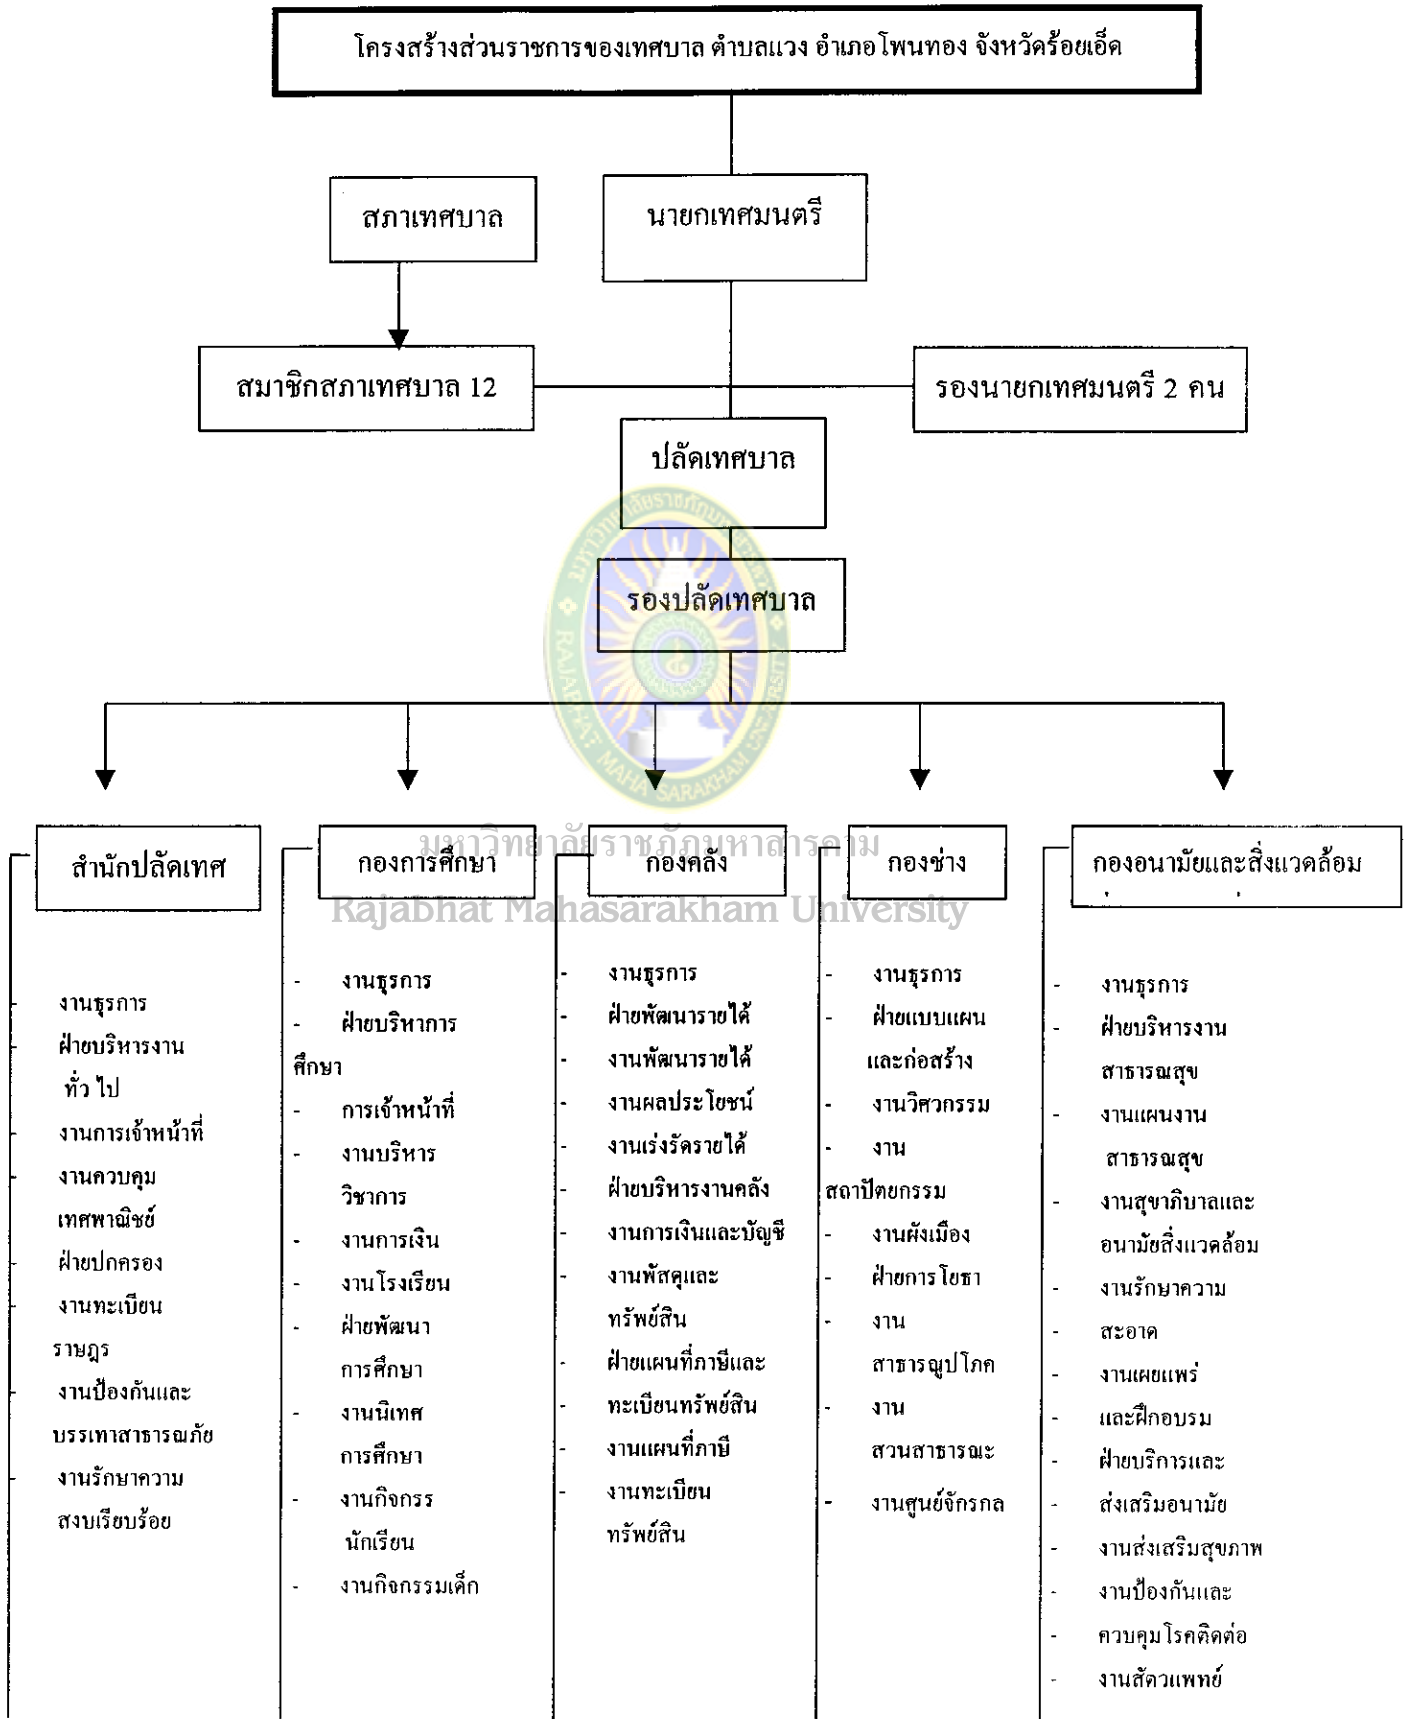 โครงสร้างส่วนราชการของเทศบาล ตำบลแวง อำเภอโพนทอง จังหวัดร้อยเอ็ด
สภาเทศบาล
นายกเทศมนตรี
สมาชิกสภาเทศบาล 12
รองนายกเทศมนตรี 2 คน
ปลัดเทศบาล
รองปลัดเทศบาล
มหาวิทยาลัยราชภัฏมหาสารคาม
RAJABHAT MAHA SARAKHAM UNIVERSITY
มหาวิทยาลัยราชภัฏมหาสารคาม
Rajabhat Mahasarakham University
สำนักปลัดเทศ
- งานธุรการ
- ฝ่ายบริหารงาน
ทั่วไป
- งานการเจ้าหน้าที่
- งานควบคุม
เทศพาณิชย์
- ฝ่ายปกครอง
- งานทะเบียน
ราษฎร
- งานป้องกันและ
บรรเทาสาธารณภัย
- งานรักษาความ
สงบเรียบร้อย
กองการศึกษา
- งานธุรการ
- ฝ่ายบริหาการ
ศึกษา
- การเจ้าหน้าที่
- งานบริหาร
วิชาการ
- งานการเงิน
- งานโรงเรียน
- ฝ่ายพัฒนา
การศึกษา
- งานนิเทศ
การศึกษา
- งานกิจกรร
นักเรียน
- งานกิจกรรมเด็ก
กองคลัง
- งานธุรการ
- ฝ่ายพัฒนารายได้
- งานพัฒนารายได้
- งานผลประโยชน์
- งานเร่งรัดรายได้
- ฝ่ายบริหารงานคลัง
- งานการเงินและบัญชี
- งานพัสดุและ
ทรัพย์สิน
- ฝ่ายแผนที่ภาษีและ
- ทะเบียนทรัพย์สิน
- งานแผนที่ภาษี
- งานทะเบียน
ทรัพย์สิน
กองช่าง
- งานธุรการ
- ฝ่ายแบบแผน
และก่อสร้าง
- งานวิศวกรรม
- งาน
สถาปัตยกรรม
- งานผังเมือง
- ฝ่ายการโยธา
- งาน
สาธารณูปโภค
- งาน
สวนสาธารณะ
- งานศูนย์จักรกล
กองอนามัยและสิ่งแวดล้อม
- งานธุรการ
- ฝ่ายบริหารงาน
สาธารณสุข
- งานแผนงาน
สาธารณสุข
- งานสุขาภิบาลและ
อนามัยสิ่งแวดล้อม
- งานรักษาความ
- สะอาด
- งานเผยแพร่
- และฝึกอบรม
- ฝ่ายบริการและ
- ส่งเสริมอนามัย
- งานส่งเสริมสุขภาพ
- งานป้องกันและ
- ควบคุมโรคติดต่อ
- งานสัตวแพทย์